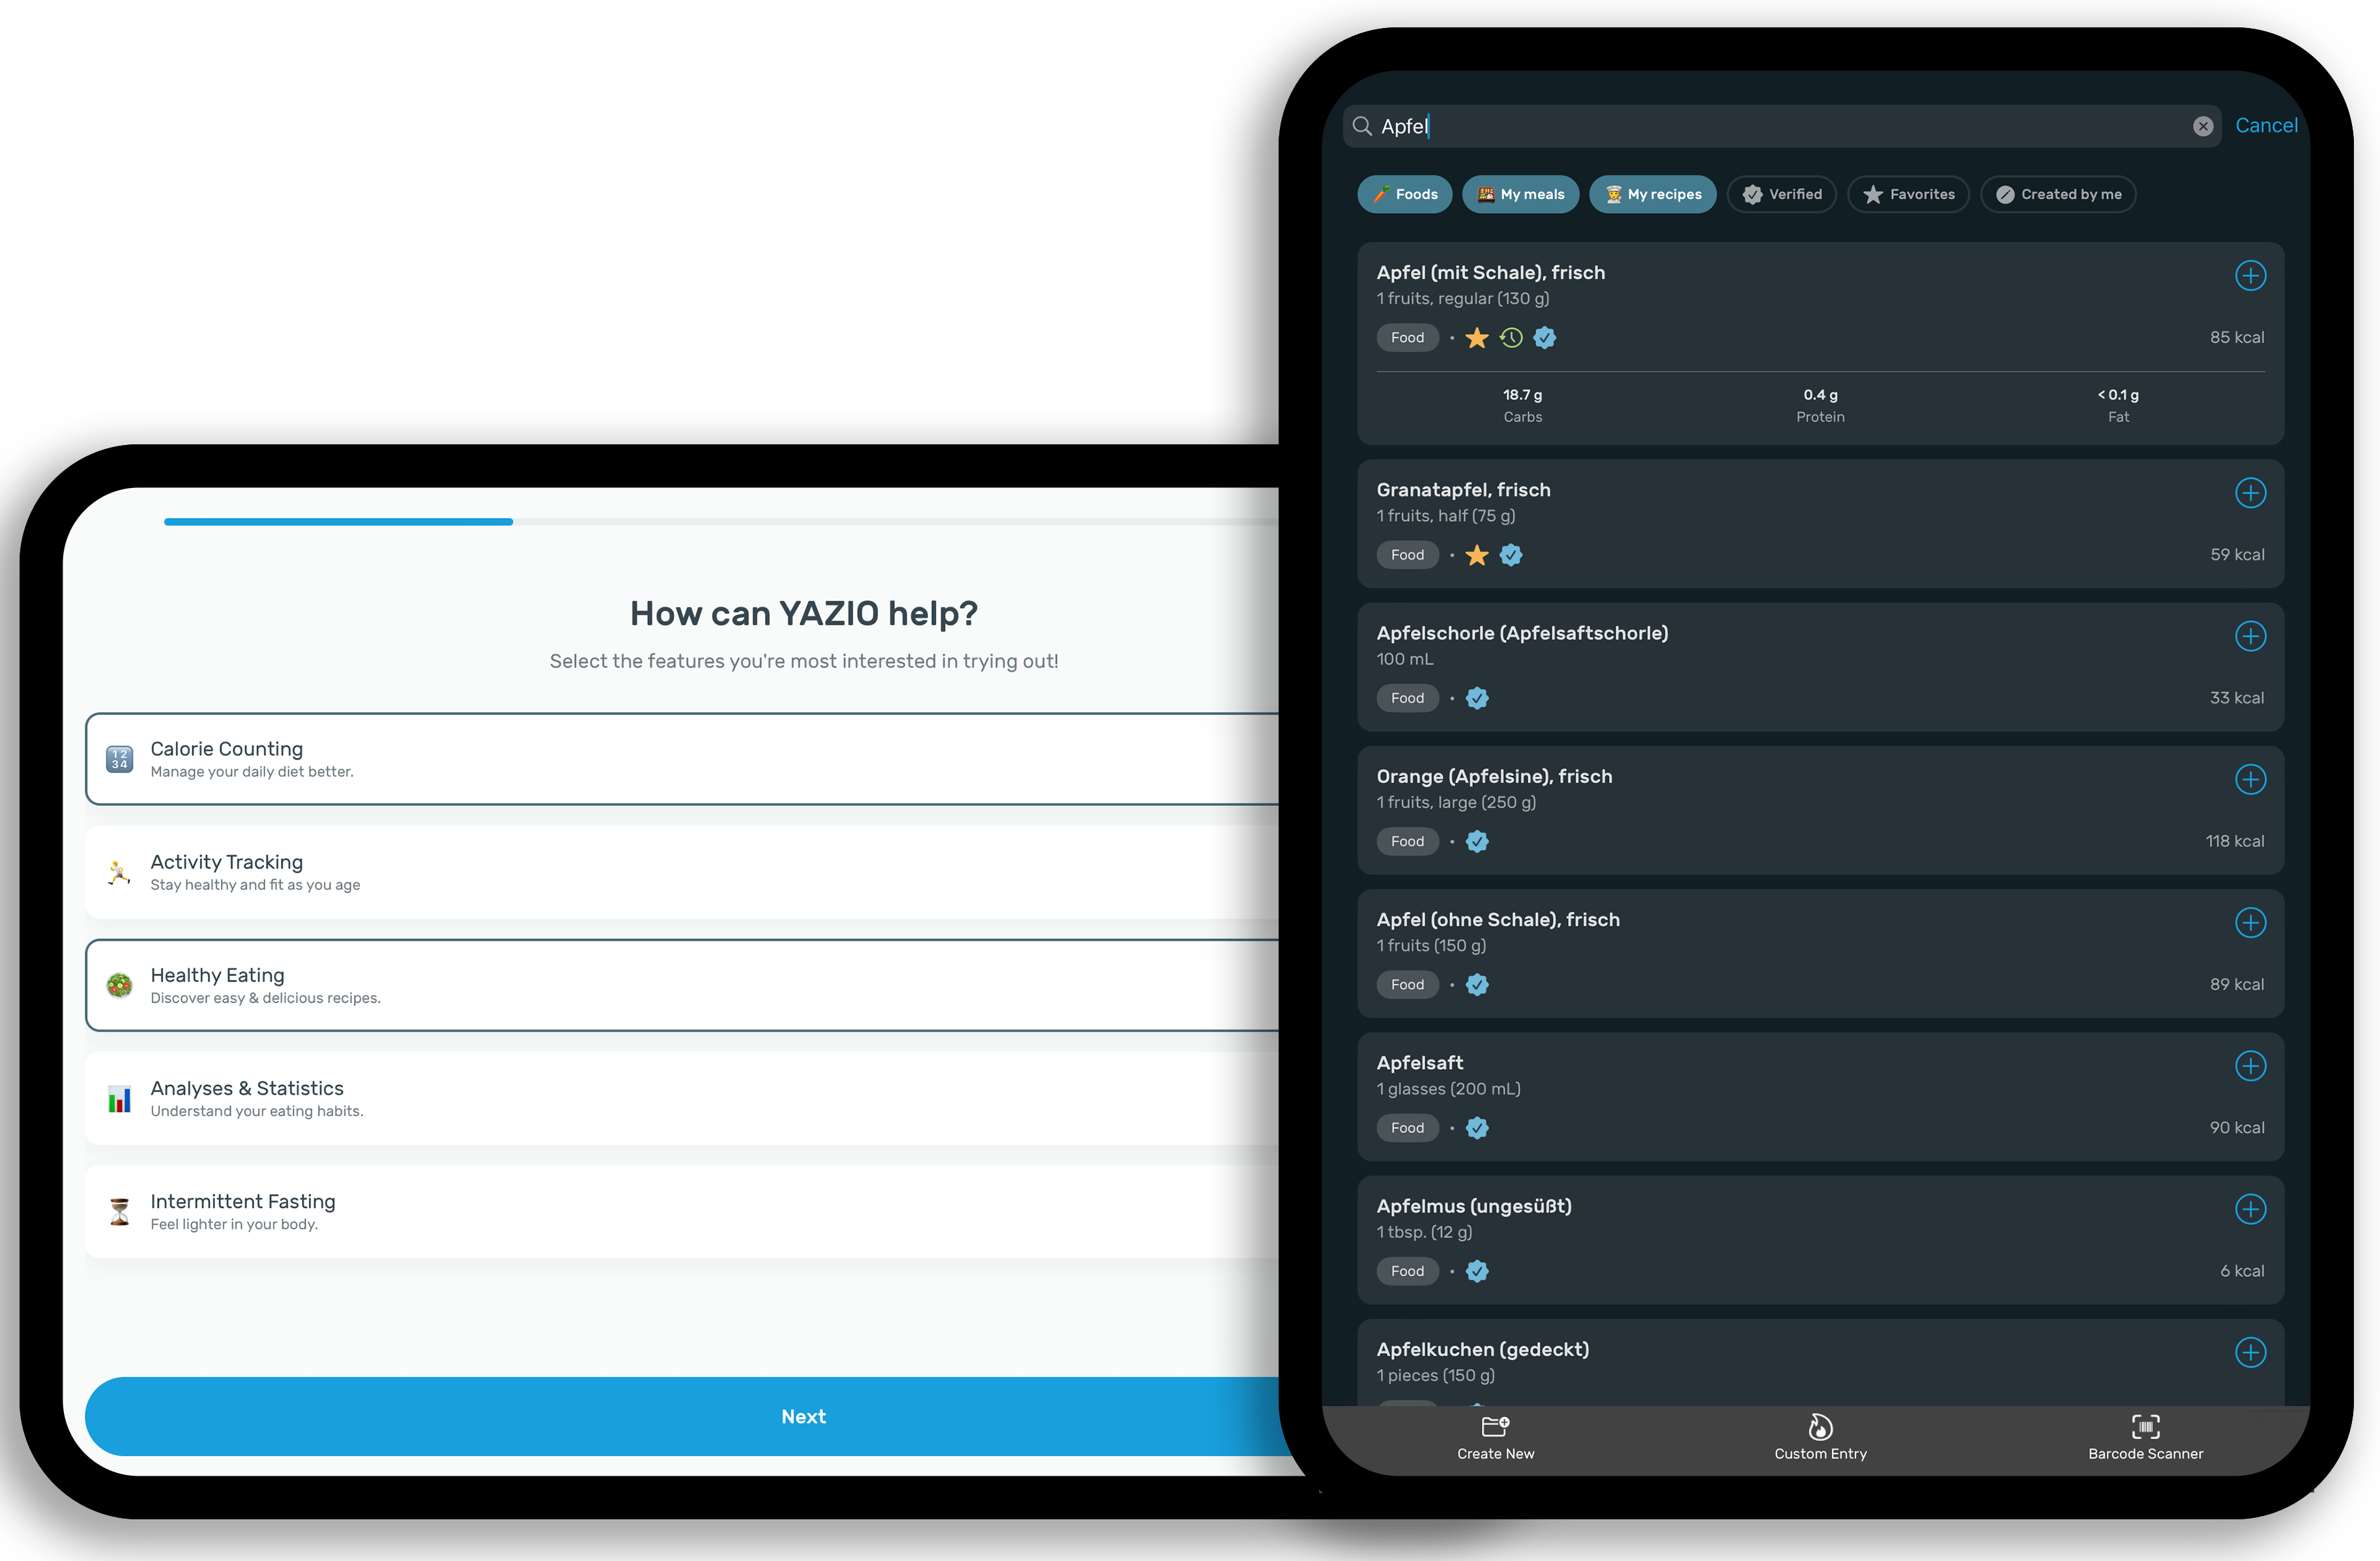 How can YAZIO help?
Select the features you're most interested in trying out!
Calorie Counting
Manage your daily diet better.
Activity Tracking
Stay healthy and fit as you age
Healthy Eating
Discover easy & delicious recipes.
Analyses & Statistics
Understand your eating habits.
Intermittent Fasting
Feel lighter in your body.
Next
Apfel Cancel
Foods My meals My recipes Verified Favorites Created by me
Apfel (mit Schale), frisch
1 fruits, regular (130 g)
Food • 85 kcal
18.7 g 0.4 g < 0.1 g
Carbs Protein Fat
Granatapfel, frisch
1 fruits, half (75 g)
Food • 59 kcal
Apfelschorle (Apfelsaftschorle)
100 mL
Food • 33 kcal
Orange (Apfelsine), frisch
1 fruits, large (250 g)
Food • 118 kcal
Apfel (ohne Schale), frisch
1 fruits (150 g)
Food • 89 kcal
Apfelsaft
1 glasses (200 mL)
Food • 90 kcal
Apfelmus (ungesüßt)
1 tbsp. (12 g)
Food • 6 kcal
Apfelkuchen (gedeckt)
1 pieces (150 g)
Create New Custom Entry Barcode Scanner